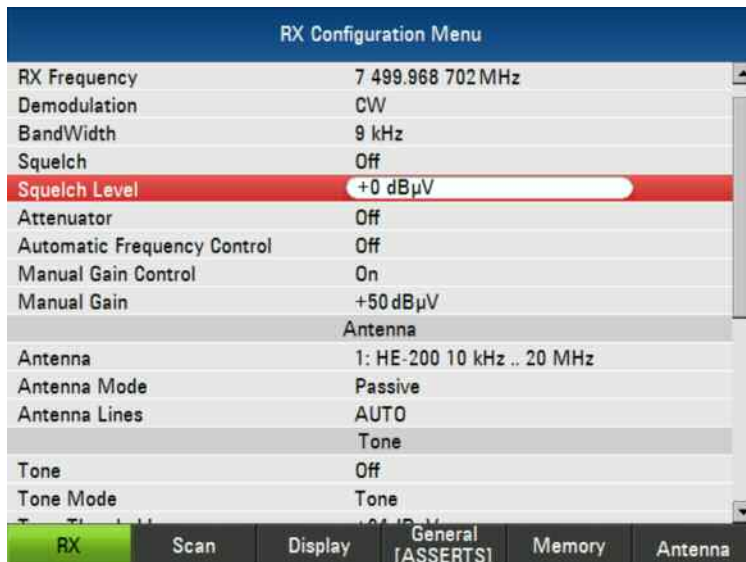 RX Configuration Menu
RX Frequency 7 499.968 702 MHz
Demodulation CW
BandWidth 9 kHz
Squelch Off
Squelch Level +0 dBµV
Attenuator Off
Automatic Frequency Control Off
Manual Gain Control On
Manual Gain +50 dBµV
Antenna
Antenna 1: HE-200 10 kHz .. 20 MHz
Antenna Mode Passive
Antenna Lines AUTO
Tone
Tone Off
Tone Mode Tone
RX Scan Display General [ASSERTS] Memory Antenna